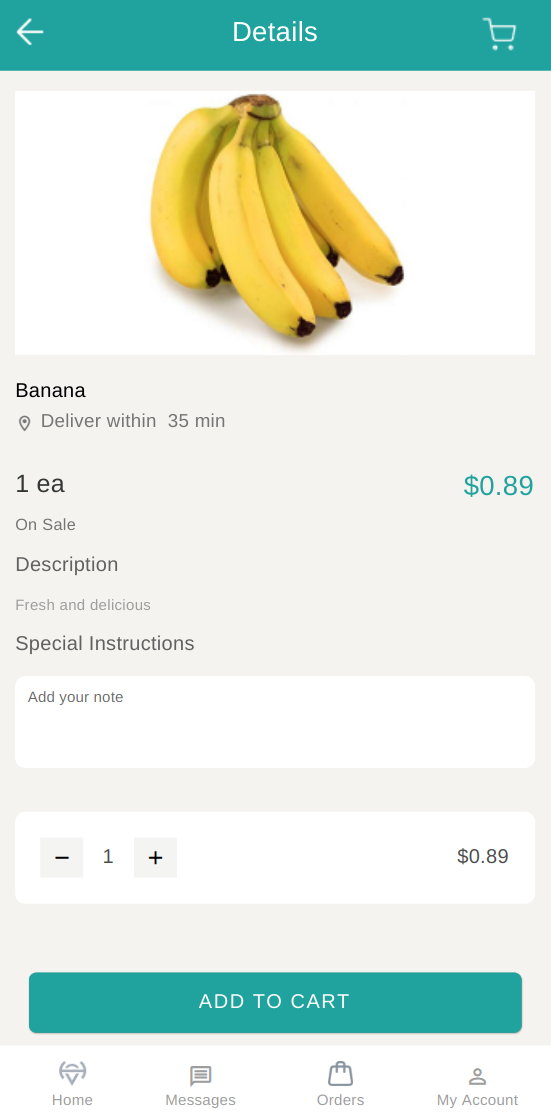 Details
Banana
Deliver within 35 min
1 ea
$0.89
On Sale
Description
Fresh and delicious
Special Instructions
Add your note
− 1 + $0.89
ADD TO CART
Home Messages Orders My Account